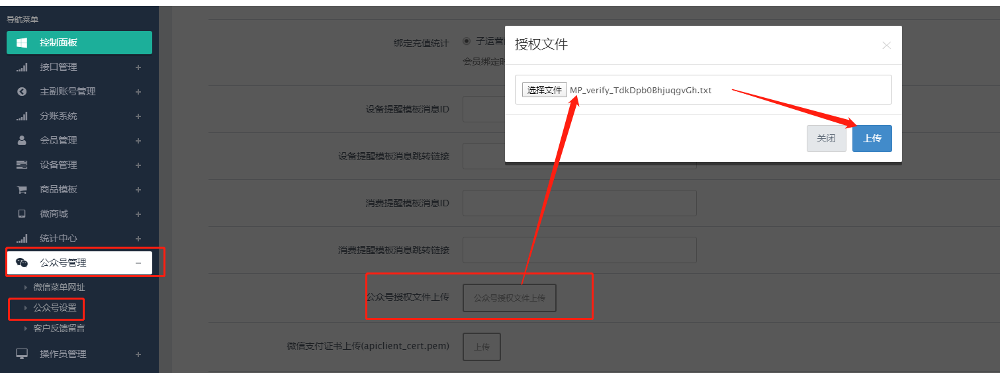 导航菜单
控制面板
接口管理
主副账号管理
分账系统
会员管理
设备管理
商品模板
微商城
统计中心
公众号管理
微信菜单网址
公众号设置
客户反馈留言
操作员管理
绑定充值统计
子运营
会员绑定时
设备提醒模板消息ID
设备提醒模板消息跳转链接
消费提醒模板消息ID
消费提醒模板消息跳转链接
公众号授权文件上传
公众号授权文件上传
微信支付证书上传(apiclient_cert.pem)
上传
授权文件
选择文件 MP_verify_TdkDpb0BhjuqgvGh.txt
关闭
上传